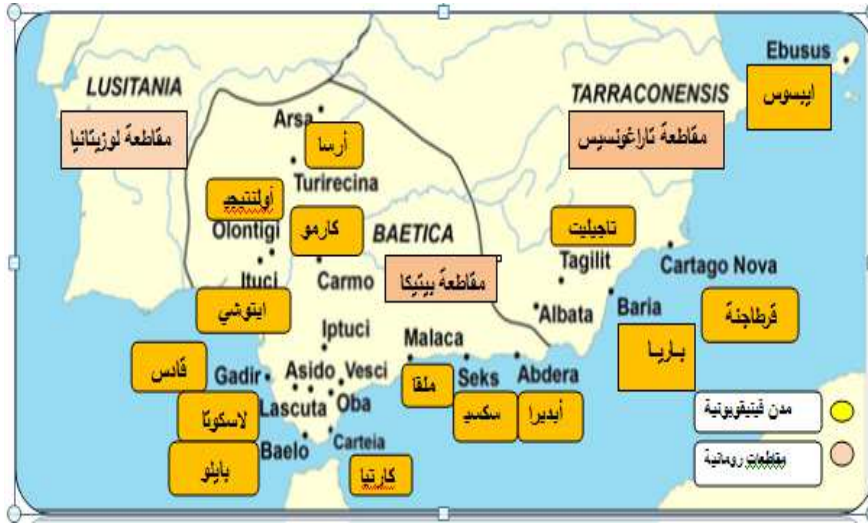 Ebusus
ايبسوس
LUSITANIA
مقاطعة لوزيتانيا
TARRACONENSIS
مقاطعة تاراغونسيس
Arsa
أرسا
Turirecina
أولنتيجي
Olontigi
كارمو
BAETICA
مقاطعة بيتيكا
تاجيليت
Tagilit
Cartago Nova
Ituci
Carmo
ايتوشي
Albata
Baria
قرطاجنة
باريا
Iptuci
Malaca
قادس
Gadir
Asido
Vesci
ملقا
Seks
Abdera
Lascuta
Oba
لاسكوتا
سكسي
أبديرا
Baelo
Carteia
بايلو
كارتيا
مدن فينيقوبونية
مقاطعات رومانية